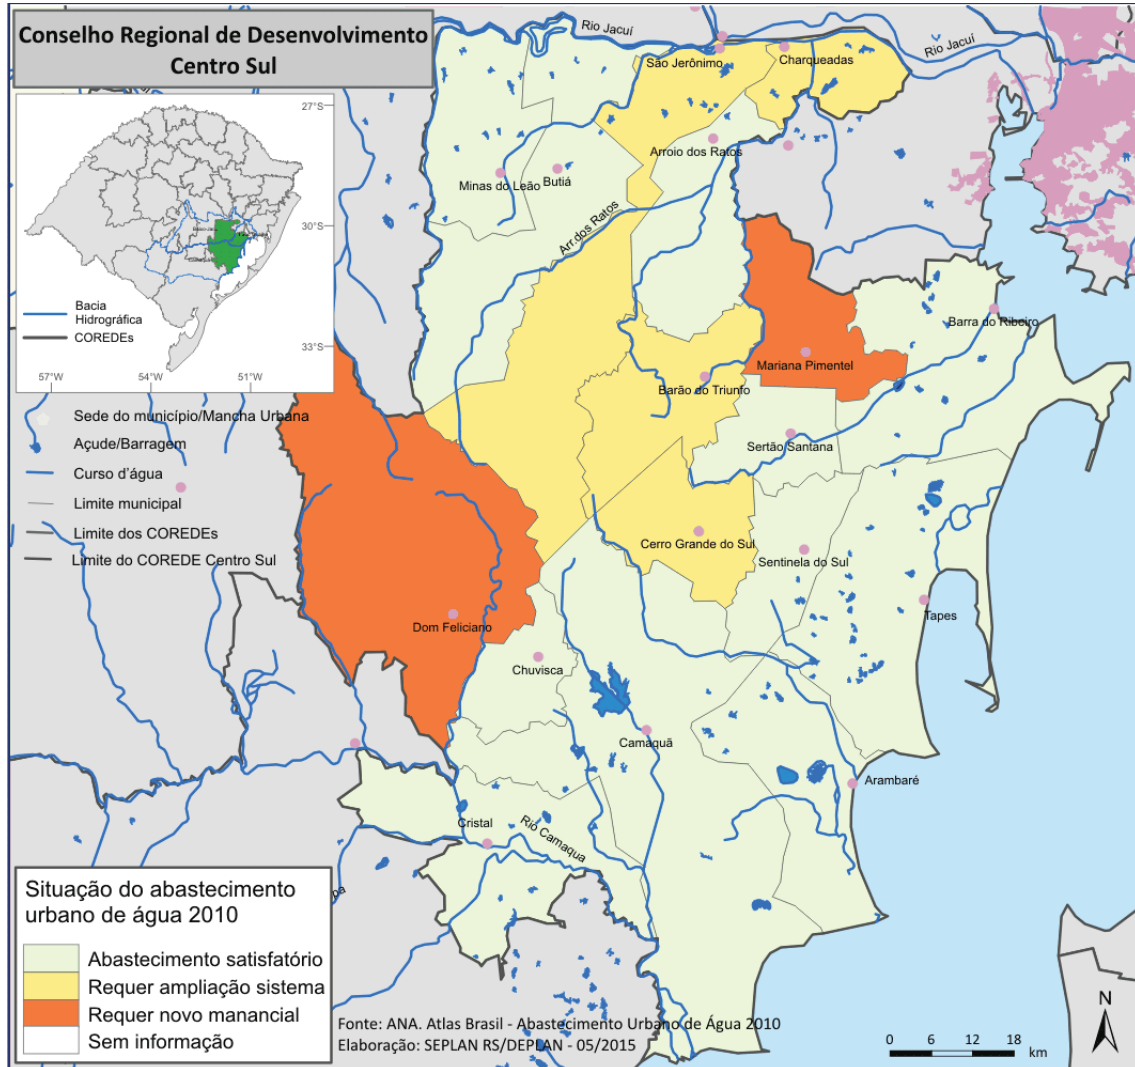 Conselho Regional de Desenvolvimento
Centro Sul
Rio Jacuí
Rio Jacuí
São Jerônimo
Charqueadas
27°S
Arroio dos Ratos
Minas do Leão
Butiá
Arr.dos Ratos
30°S
Bacia
Hidrográfica
COREDEs
33°S
57°W
54°W
51°W
Barra do Ribeiro
Mariana Pimentel
Barão do Triunfo
Sede do município/Mancha Urbana
Açude/Barragem
Curso d'água
Limite municipal
Limite dos COREDEs
Limite do COREDE Centro Sul
Sertão Santana
Cerro Grande do Sul
Sentinela do Sul
Tapes
Dom Feliciano
Chuvisca
Camaquã
Arambaré
Cristal
Rio Camaqua
Situação do abastecimento
urbano de água 2010
Abastecimento satisfatório
Requer ampliação sistema
Requer novo manancial
Sem informação
Fonte: ANA. Atlas Brasil - Abastecimento Urbano de Água 2010
Elaboração: SEPLAN RS/DEPLAN - 05/2015
N
0 6 12 18
km